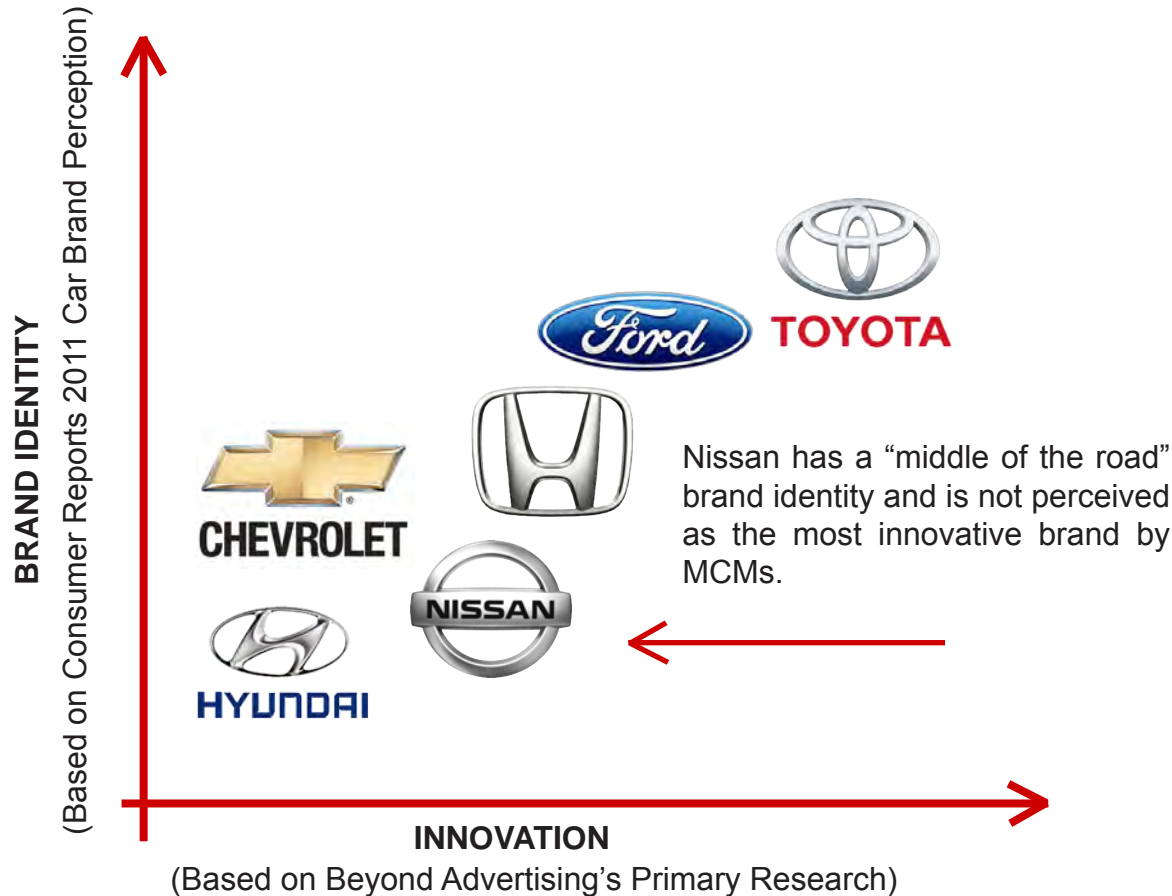 BRAND IDENTITY
(Based on Consumer Reports 2011 Car Brand Perception)
TOYOTA
Ford
CHEVROLET
Nissan has a “middle of the road”
brand identity and is not perceived
as the most innovative brand by
MCMs.
NISSAN
HYUNDAI
INNOVATION
(Based on Beyond Advertising’s Primary Research)